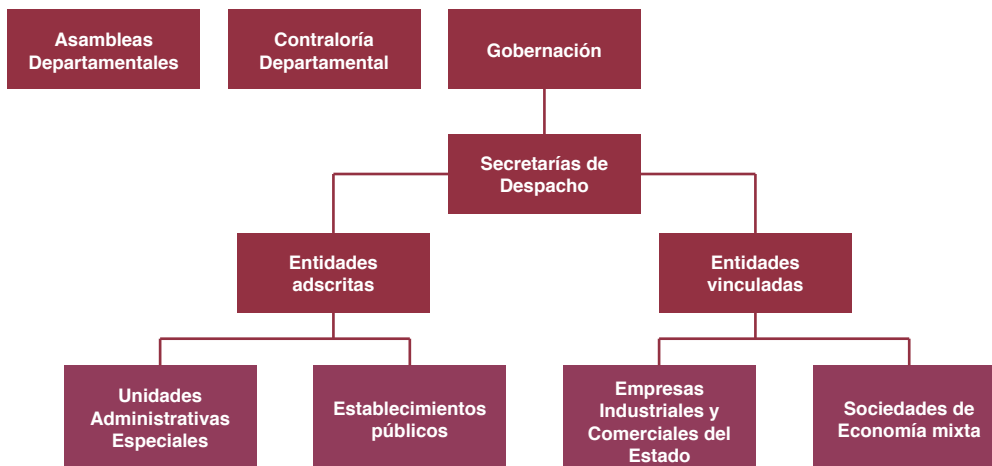 Asambleas
Departamentales
Contraloría
Departamental
Gobernación
Secretarías de
Despacho
Entidades
adscritas
Entidades
vinculadas
Unidades
Administrativas
Especiales
Establecimientos
públicos
Empresas
Industriales y
Comerciales del
Estado
Sociedades de
Economía mixta